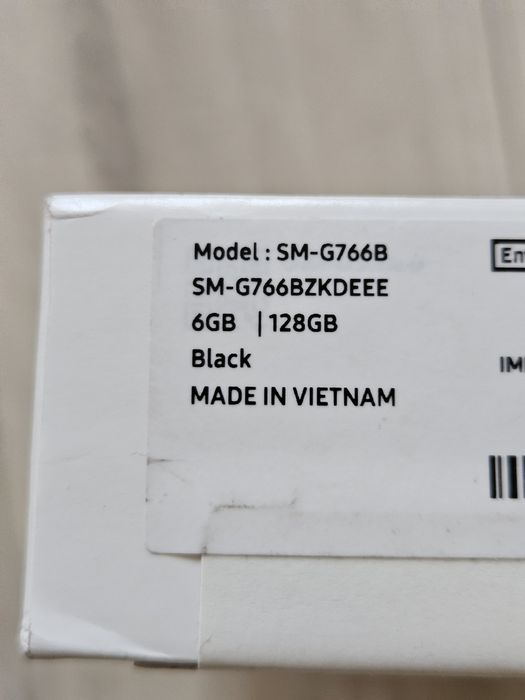 Model : SM-G766B
SM-G766BZKDEEE
6GB | 128GB
Black
MADE IN VIETNAM